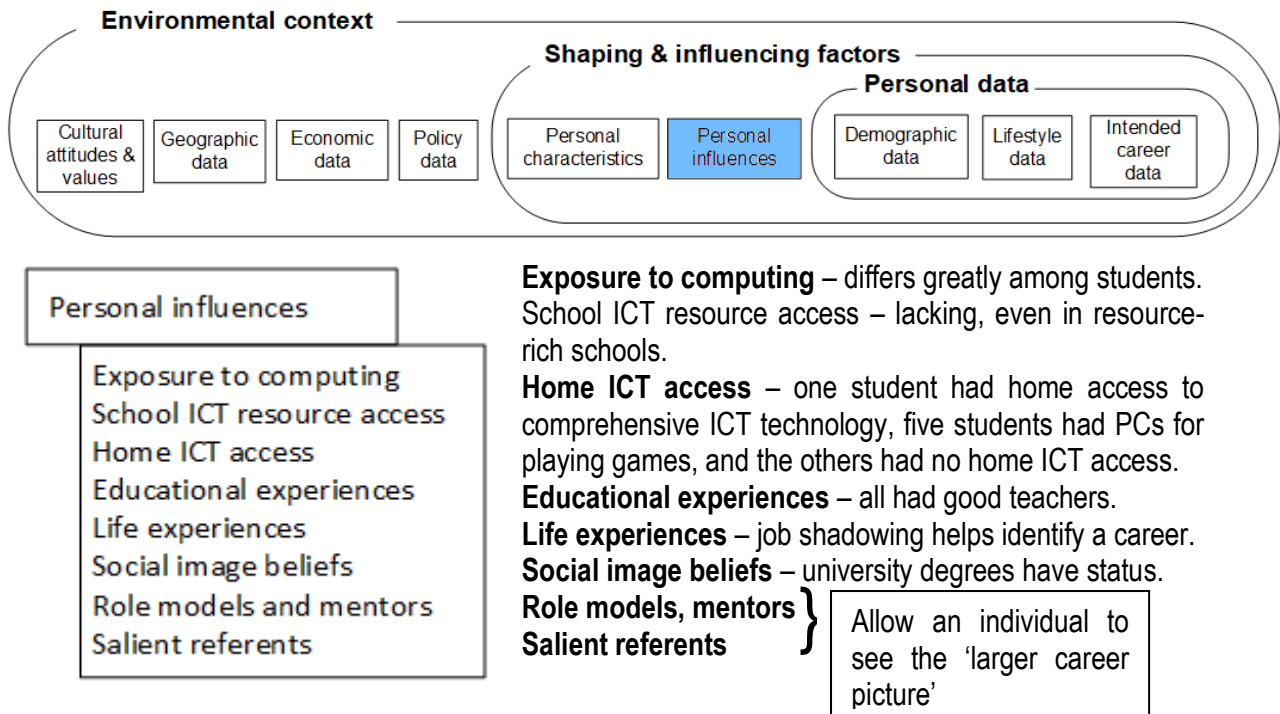 Environmental context
Shaping & influencing factors
Personal data
Cultural
attitudes &
values
Geographic
data
Economic
data
Policy
data
Personal
characteristics
Personal
influences
Demographic
data
Lifestyle
data
Intended
career
data
Personal influences
Exposure to computing
School ICT resource access
Home ICT access
Educational experiences
Life experiences
Social image beliefs
Role models and mentors
Salient referents
Exposure to computing – differs greatly among students.
School ICT resource access – lacking, even in resource-
rich schools.
Home ICT access – one student had home access to
comprehensive ICT technology, five students had PCs for
playing games, and the others had no home ICT access.
Educational experiences – all had good teachers.
Life experiences – job shadowing helps identify a career.
Social image beliefs – university degrees have status.
Role models, mentors
Salient referents
}
Allow an individual to
see the ‘larger career
picture’